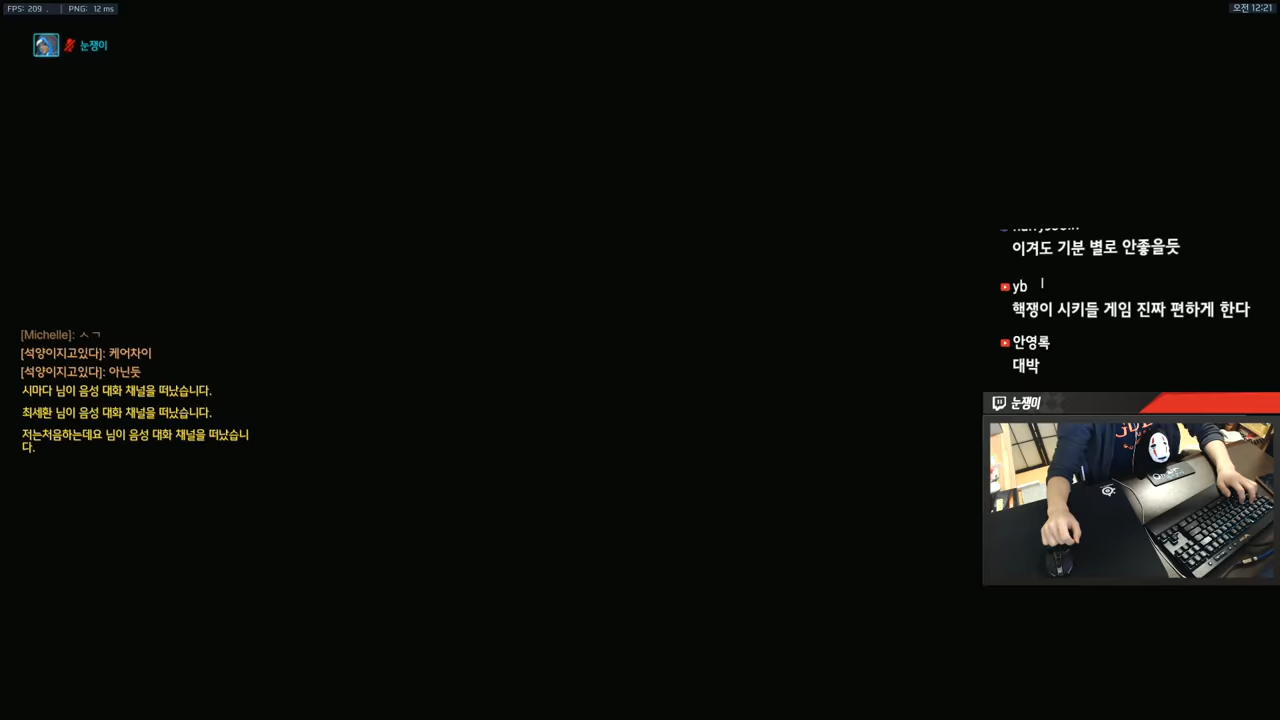 FPS: 209 . | PNG: 12 ms
오전 12:21
눈쟁이
이겨도 기분 별로 안좋을듯
yb
핵쟁이 시키들 게임 진짜 편하게 한다
안영록
대박
[Michelle]: ㅅㄱ
[석양이지고있다]: 케어차이
[석양이지고있다]: 아닌듯
시마다 님이 음성 대화 채널을 떠났습니다.
최세환 님이 음성 대화 채널을 떠났습니다.
저는처음하는데요 님이 음성 대화 채널을 떠났습니
다.
눈쟁이